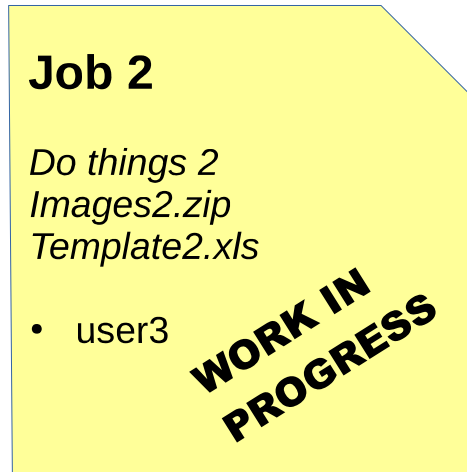 Job 2
Do things 2
Images2.zip
Template2.xls
• user3
WORK IN
PROGRESS